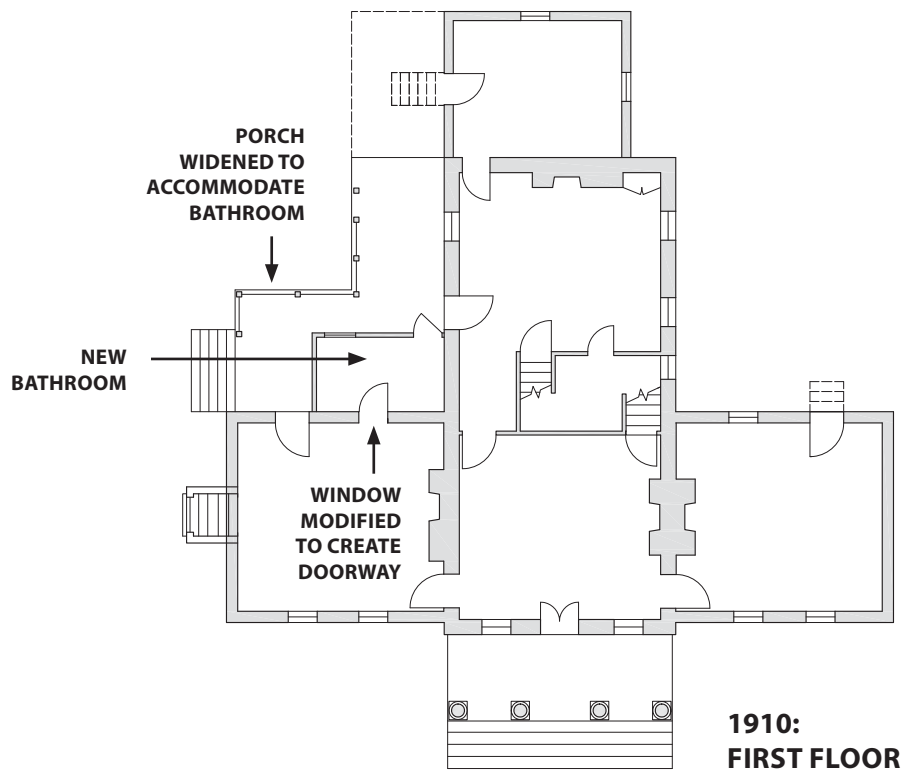 PORCH
WIDENED TO
ACCOMMODATE
BATHROOM
NEW
BATHROOM
WINDOW
MODIFIED
TO CREATE
DOORWAY
1910:
FIRST FLOOR